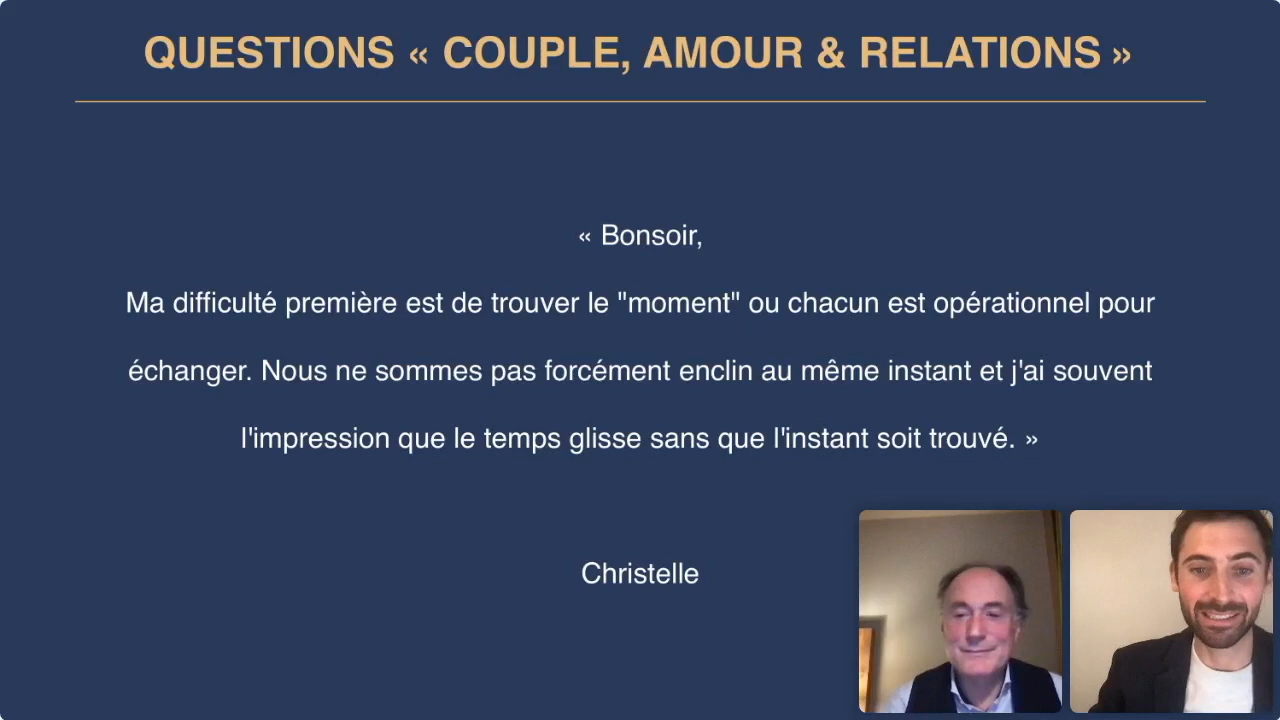 QUESTIONS « COUPLE, AMOUR & RELATIONS »
« Bonsoir,
Ma difficulté première est de trouver le "moment" ou chacun est opérationnel pour
échanger. Nous ne sommes pas forcément enclin au même instant et j'ai souvent
l'impression que le temps glisse sans que l'instant soit trouvé. »
Christelle